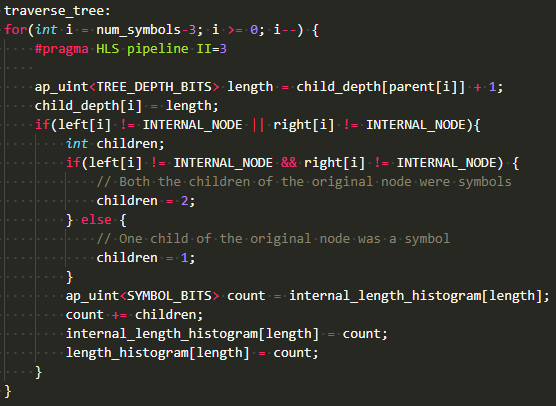 traverse_tree:
for(int i = num_symbols-3; i >= 0; i--) {
    #pragma HLS pipeline II=3

    ap_uint<TREE_DEPTH_BITS> length = child_depth[parent[i]] + 1;
    child_depth[i] = length;
    if(left[i] != INTERNAL_NODE || right[i] != INTERNAL_NODE){
        int children;
        if(left[i] != INTERNAL_NODE && right[i] != INTERNAL_NODE) {
            // Both the children of the original node were symbols
            children = 2;
        } else {
            // One child of the original node was a symbol
            children = 1;
        }
        ap_uint<SYMBOL_BITS> count = internal_length_histogram[length];
        count += children;
        internal_length_histogram[length] = count;
        length_histogram[length] = count;
    }
}